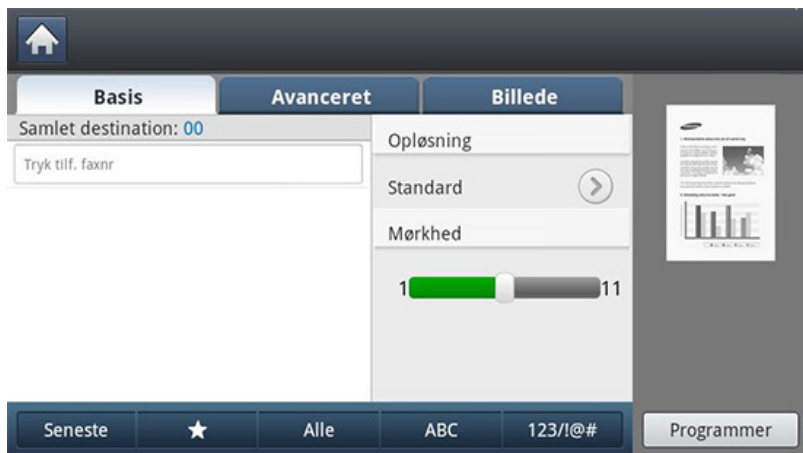 Basis
Avanceret
Billede
Samlet destination: 00
Tryk tilf. faxnr
Opløsning
Standard
Mørkhed
1
11
Seneste
★
Alle
ABC
123/!@#
Programmer